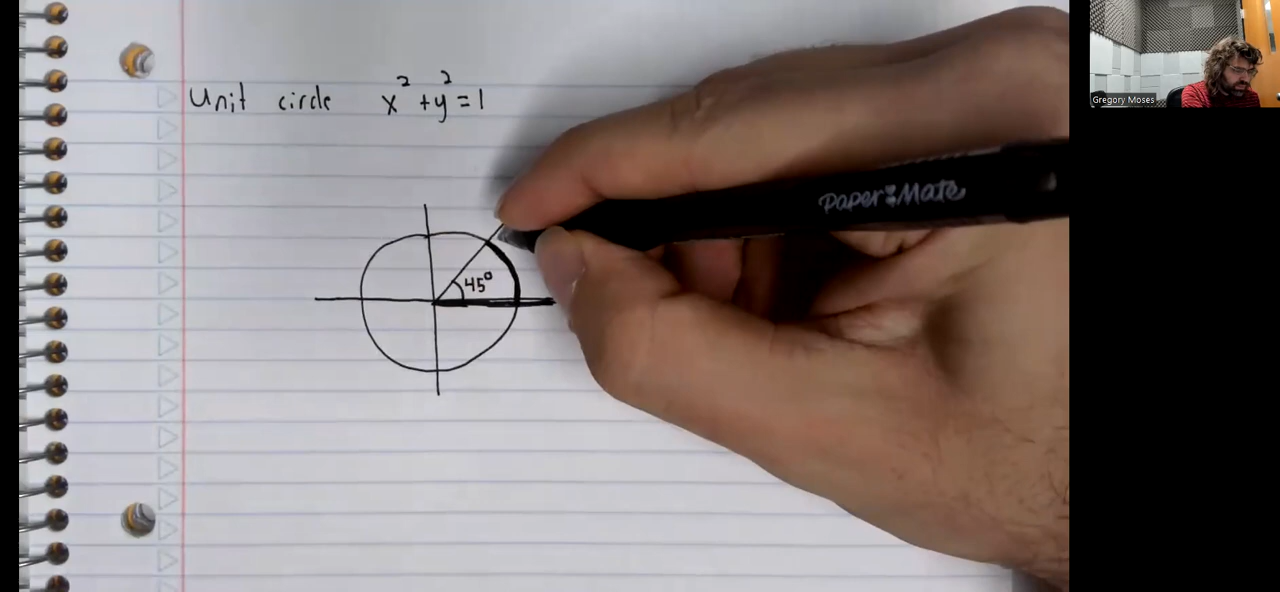 Unit circle x² + y² = 1
45°
Paper Mate
Gregory Moses